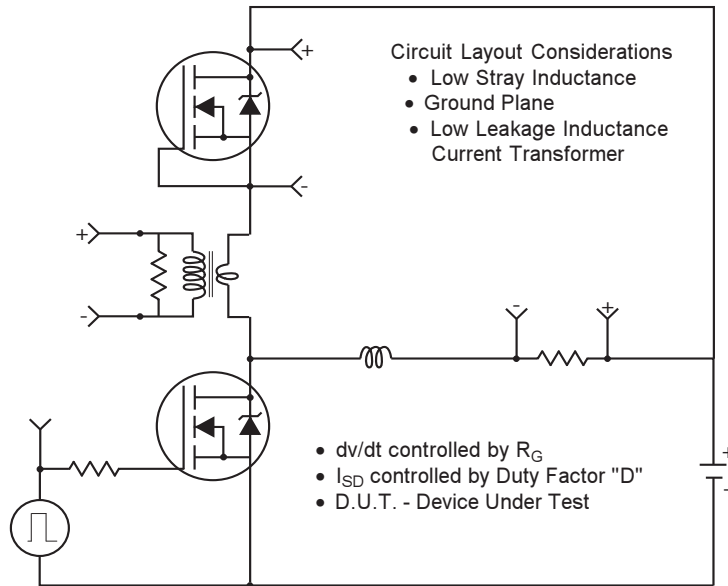 +
Circuit Layout Considerations
• Low Stray Inductance
• Ground Plane
• Low Leakage Inductance
Current Transformer
-
+
-
-
+
• dv/dt controlled by RG
• ISD controlled by Duty Factor "D"
• D.U.T. - Device Under Test
+
-